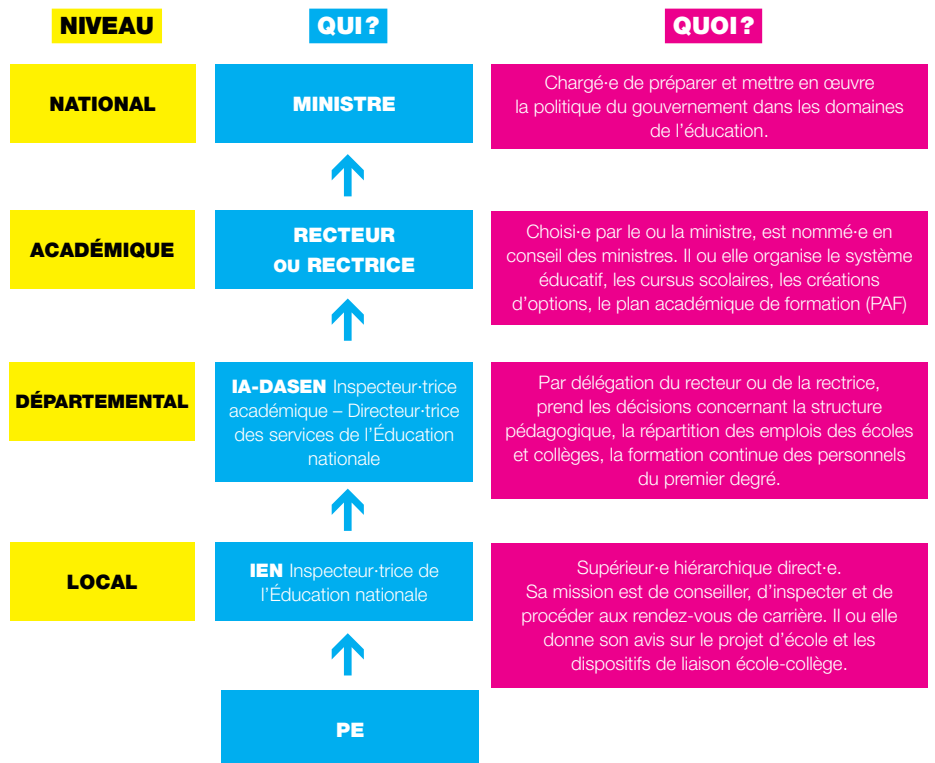 NIVEAU
QUI ?
QUOI ?
NATIONAL
MINISTRE
Chargé·e de préparer et mettre en œuvre
la politique du gouvernement dans les domaines
de l’éducation.
ACADÉMIQUE
RECTEUR
OU RECTRICE
Choisi·e par le ou la ministre, est nommé·e en
conseil des ministres. Il ou elle organise le système
éducatif, les cursus scolaires, les créations
d’options, le plan académique de formation (PAF)
DÉPARTEMENTAL
IA-DASEN Inspecteur·trice
académique – Directeur·trice
des services de l’Éducation
nationale
Par délégation du recteur ou de la rectrice,
prend les décisions concernant la structure
pédagogique, la répartition des emplois des écoles
et collèges, la formation continue des personnels
du premier degré.
LOCAL
IEN Inspecteur·trice de
l’Éducation nationale
Supérieur·e hiérarchique direct·e.
Sa mission est de conseiller, d’inspecter et de
procéder aux rendez-vous de carrière. Il ou elle
donne son avis sur le projet d’école et les
dispositifs de liaison école-collège.
PE